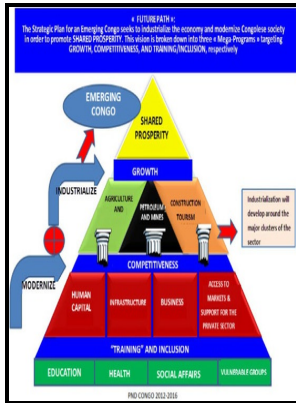 « FUTURE PATH »:
The Strategic Plan for an Emerging Congo seeks to industrialize the economy and modernize Congolese society
in order to promote SHARED PROSPERITY. This vision is broken down into three « Mega-Programs » targeting
GROWTH, COMPETITIVENESS, AND TRAINING/INCLUSION, respectively
EMERGING
CONGO
SHARED
PROSPERITY
GROWTH
INDUSTRIALIZE
AGRICULTURE
AND
PETROLEUM
AND MINES
CONSTRUCTION
TOURISM
Industrialization will
develop around the
major clusters of the
sector
MODERNIZE
COMPETITIVENESS
HUMAN
CAPITAL
INFRASTRUCTURE
BUSINESS
ACCESS TO
MARKETS &
SUPPORT FOR THE
PRIVATE SECTOR
"TRAINING" AND INCLUSION
EDUCATION
HEALTH
SOCIAL AFFAIRS
VULNERABLE GROUPS
PND CONGO 2012-2016